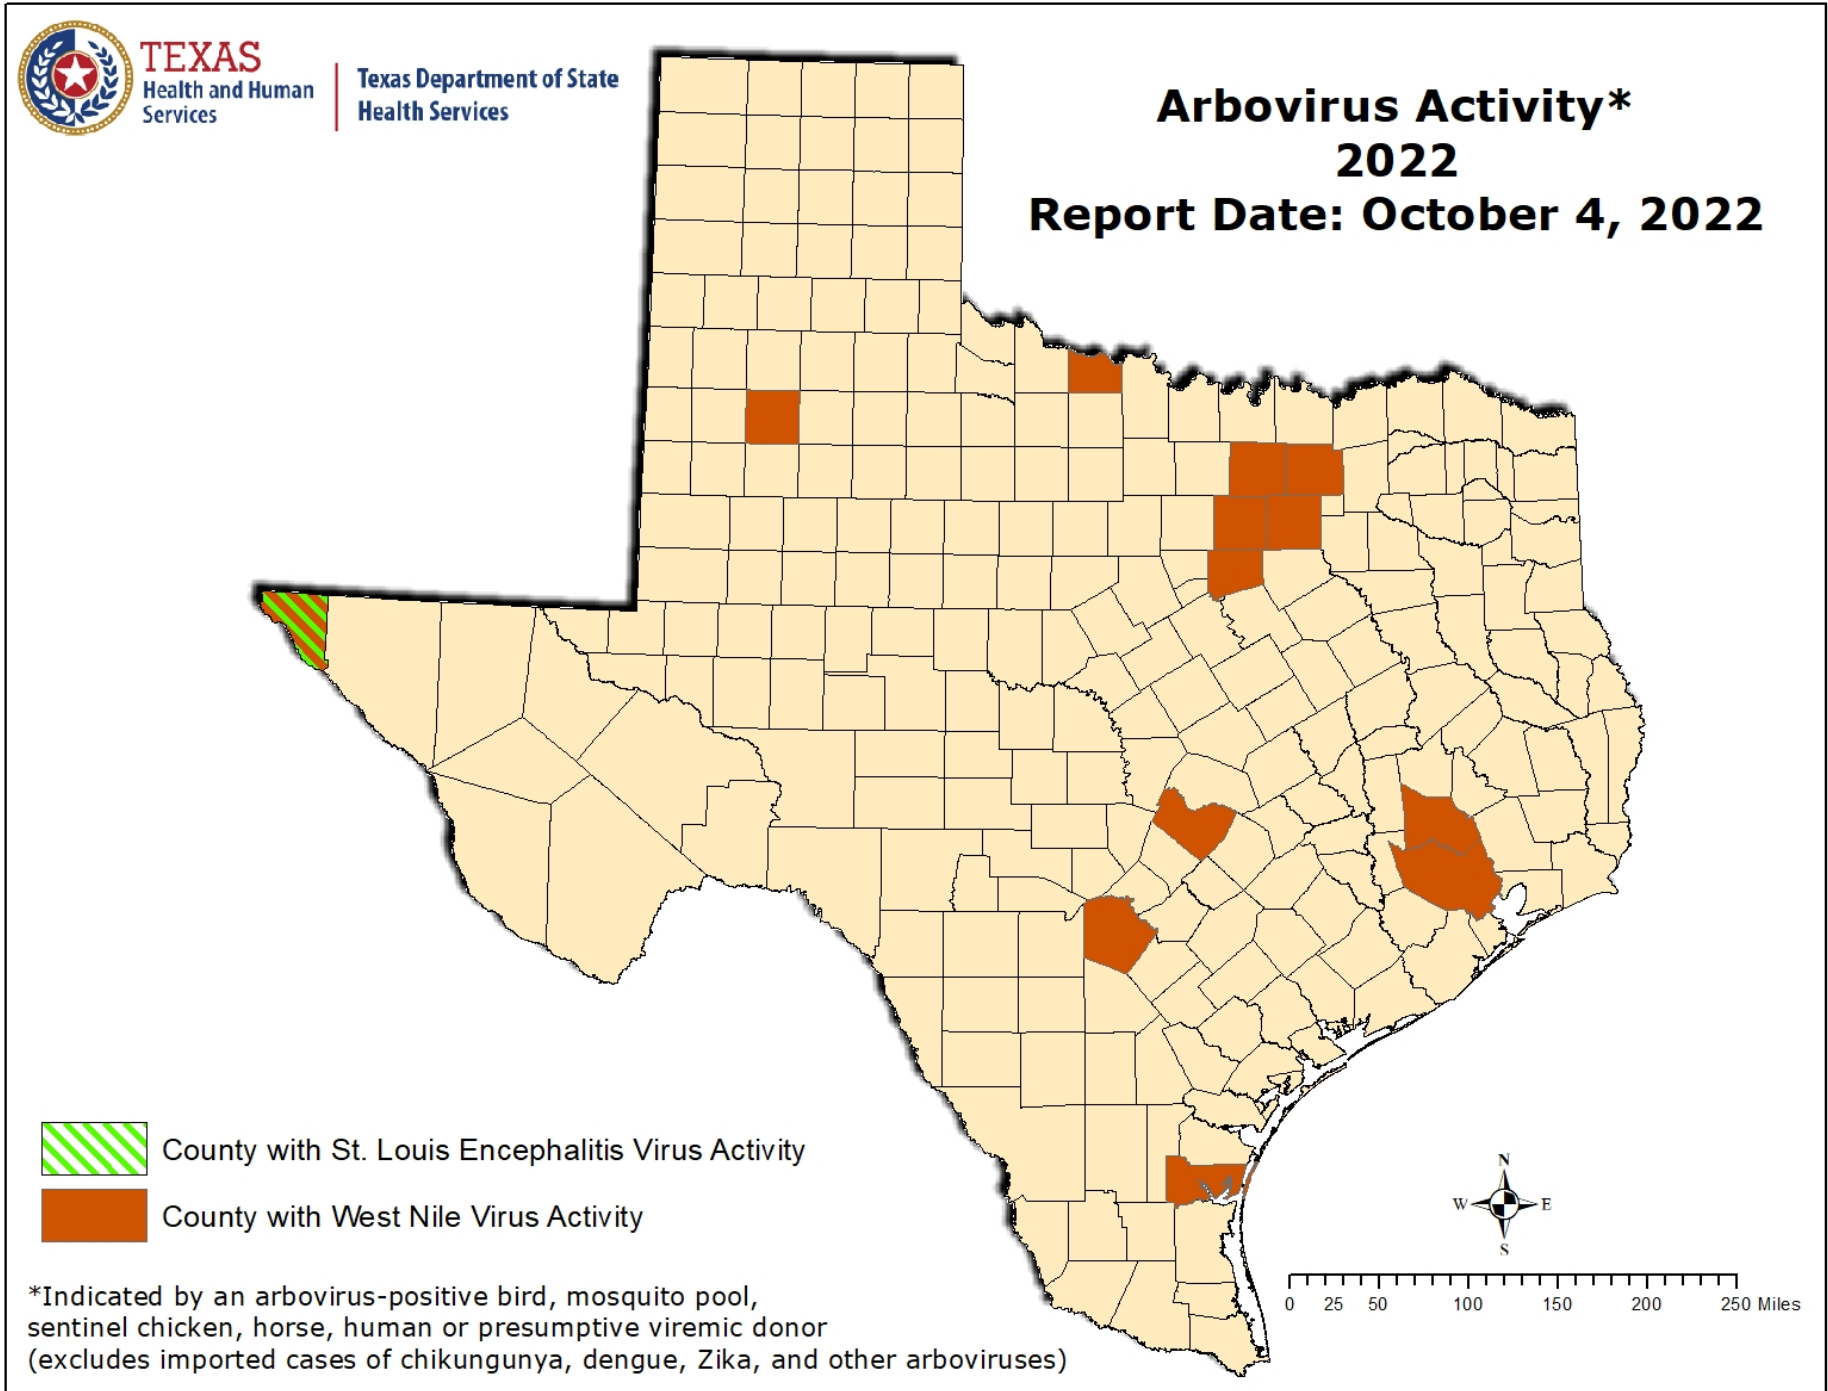 TEXAS
Health and Human
Services
Texas Department of State
Health Services
Arbovirus Activity*
2022
Report Date: October 4, 2022
County with St. Louis Encephalitis Virus Activity
County with West Nile Virus Activity
*Indicated by an arbovirus-positive bird, mosquito pool,
sentinel chicken, horse, human or presumptive viremic donor
(excludes imported cases of chikungunya, dengue, Zika, and other arboviruses)
N
W E
S
0 25 50 100 150 200 250 Miles